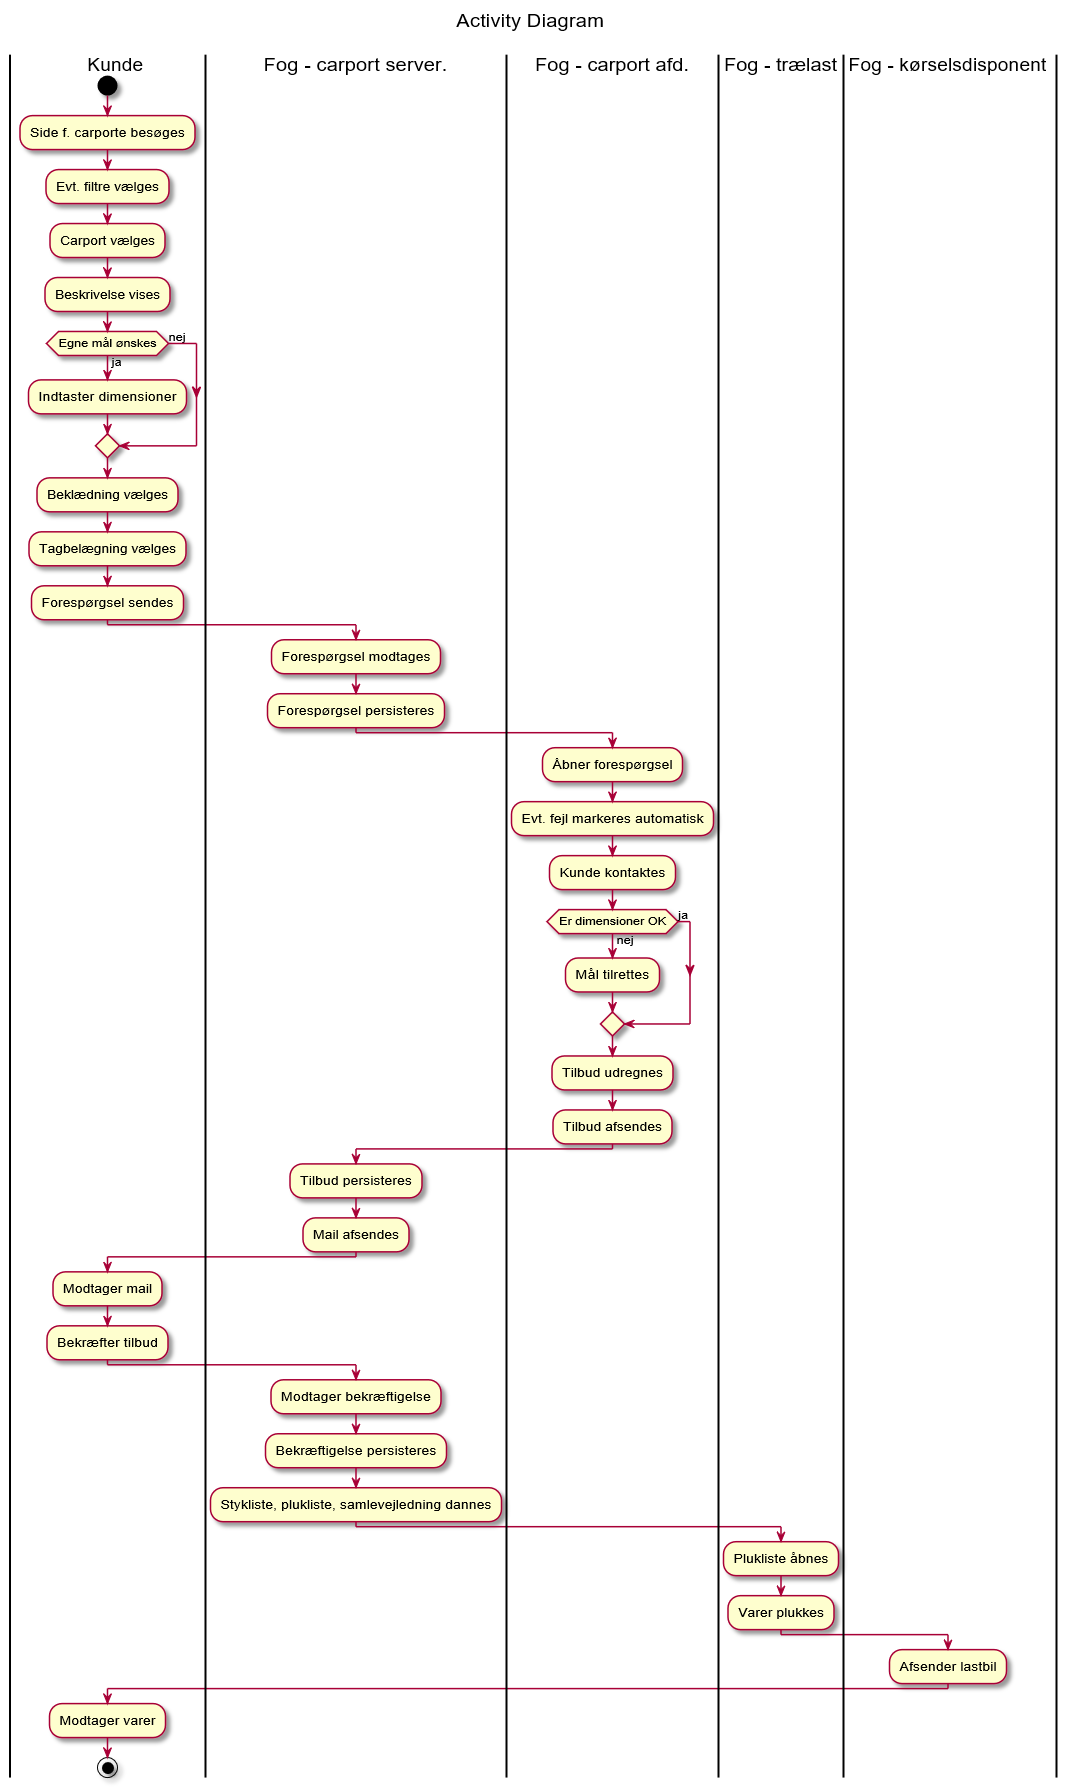 Activity Diagram
Kunde
Fog - carport server.
Fog - carport afd.
Fog - trælast
Fog - kørselsdisponent
Side f. carporte besøges
Evt. filtre vælges
Carport vælges
Beskrivelse vises
Egne mål ønskes
nej
ja
Indtaster dimensioner
Beklædning vælges
Tagbelægning vælges
Forespørgsel sendes
Forespørgsel modtages
Forespørgsel persisteres
Åbner forespørgsel
Evt. fejl markeres automatisk
Kunde kontaktes
Er dimensioner OK
ja
nej
Mål tilrettes
Tilbud udregnes
Tilbud afsendes
Tilbud persisteres
Mail afsendes
Modtager mail
Bekræfter tilbud
Modtager bekræftigelse
Bekræftigelse persisteres
Stykliste, plukliste, samlevejledning dannes
Plukliste åbnes
Varer plukkes
Afsender lastbil
Modtager varer